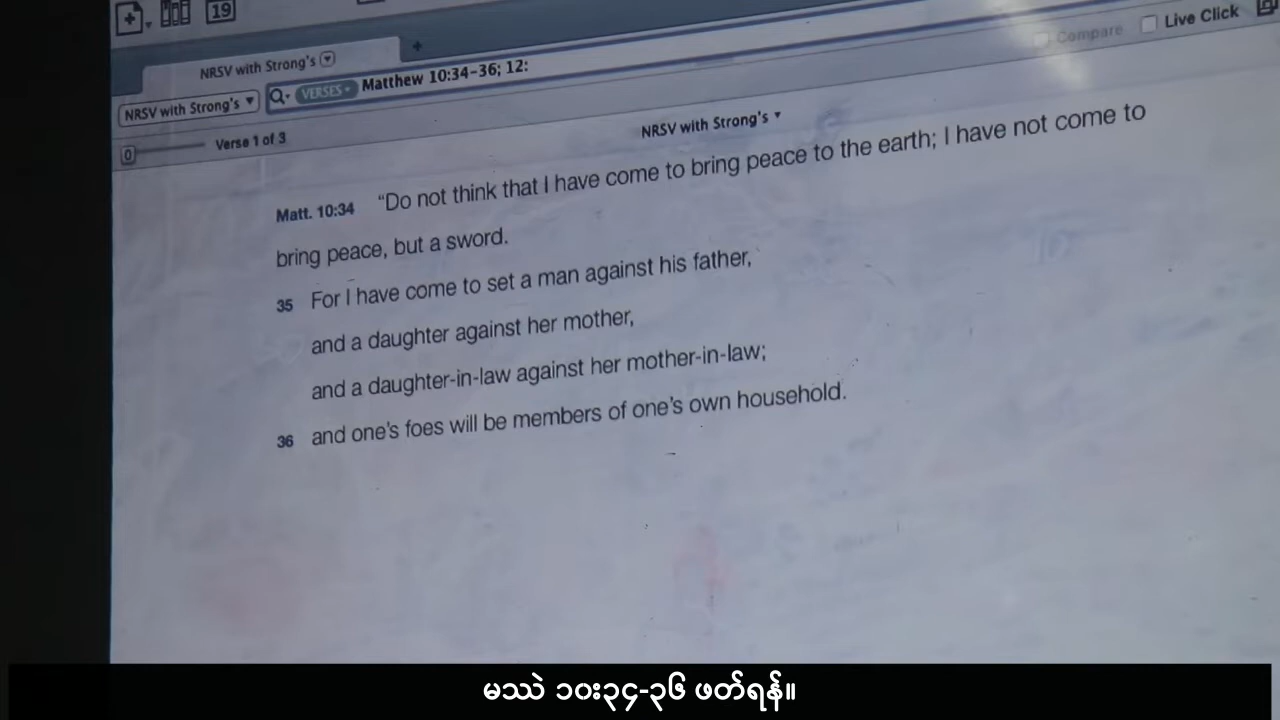 19
NRSV with Strong's
NRSV with Strong's VERSES Matthew 10:34-36; 12:
Compare Live Click
0 Verse 1 of 3
NRSV with Strong's
Matt. 10:34 “Do not think that I have come to bring peace to the earth; I have not come to
bring peace, but a sword.
35 For I have come to set a man against his father,
and a daughter against her mother,
and a daughter-in-law against her mother-in-law;
36 and one’s foes will be members of one’s own household.
မဿဲ ၁၀း၃၄-၃၆ ဖတ်ရန်။